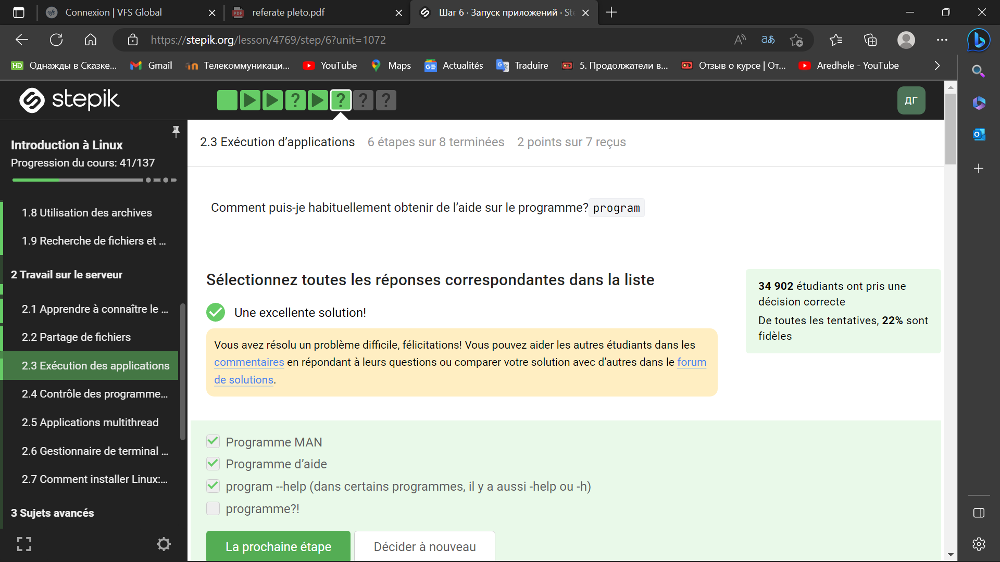 Connexion | VFS Global
referate pleto.pdf
Шаг 6 · Запуск приложений · Ste
https://stepik.org/lesson/4769/step/6?unit=1072
Однажды в Сказке...
Gmail
Телекоммуникаци...
YouTube
Maps
Actualités
Traduire
5. Продолжатели в...
Отзыв о курсе | От...
Aredhele - YouTube
stepik
ДГ
Introduction à Linux
Progression du cours: 41/137
1.8 Utilisation des archives
1.9 Recherche de fichiers et ...
2 Travail sur le serveur
2.1 Apprendre à connaître le ...
2.2 Partage de fichiers
2.3 Exécution des applications
2.4 Contrôle des programme...
2.5 Applications multithread
2.6 Gestionnaire de terminal ...
2.7 Comment installer Linux:...
3 Sujets avancés
2.3 Exécution d’applications 6 étapes sur 8 terminées 2 points sur 7 reçus
Comment puis-je habituellement obtenir de l’aide sur le programme? program
Sélectionnez toutes les réponses correspondantes dans la liste
Une excellente solution!
Vous avez résolu un problème difficile, félicitations! Vous pouvez aider les autres étudiants dans les
commentaires en répondant à leurs questions ou comparer votre solution avec d’autres dans le forum
de solutions.
34 902 étudiants ont pris une
décision correcte
De toutes les tentatives, 22% sont
fidèles
Programme MAN
Programme d’aide
program --help (dans certains programmes, il y a aussi -help ou -h)
programme?!
La prochaine étape
Décider à nouveau